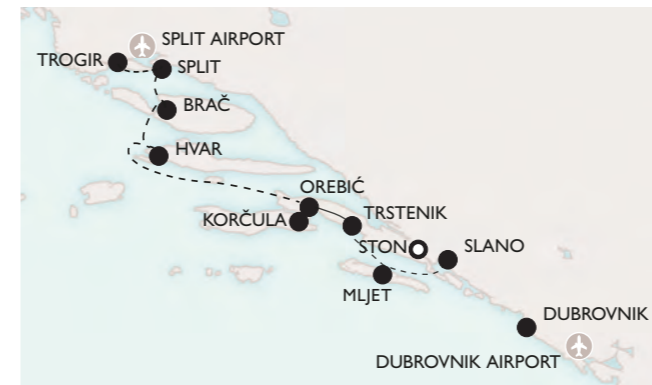 SPLIT AIRPORT
TROGIR
SPLIT
BRAČ
HVAR
OREBIĆ
KORČULA
TRSTENIK
STON
SLANO
MLJET
DUBROVNIK
DUBROVNIK AIRPORT